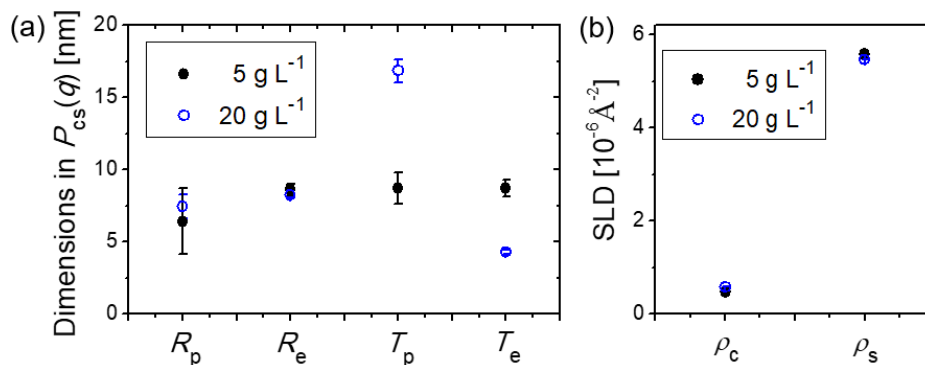 (a)
Dimensions in P_cs(q) [nm]
20
15
10
5
0
5 g L⁻¹
20 g L⁻¹
R_p R_e T_p T_e
(b)
SLD [10⁻⁶ Å⁻²]
6
4
2
0
5 g L⁻¹
20 g L⁻¹
ρ_c ρ_s